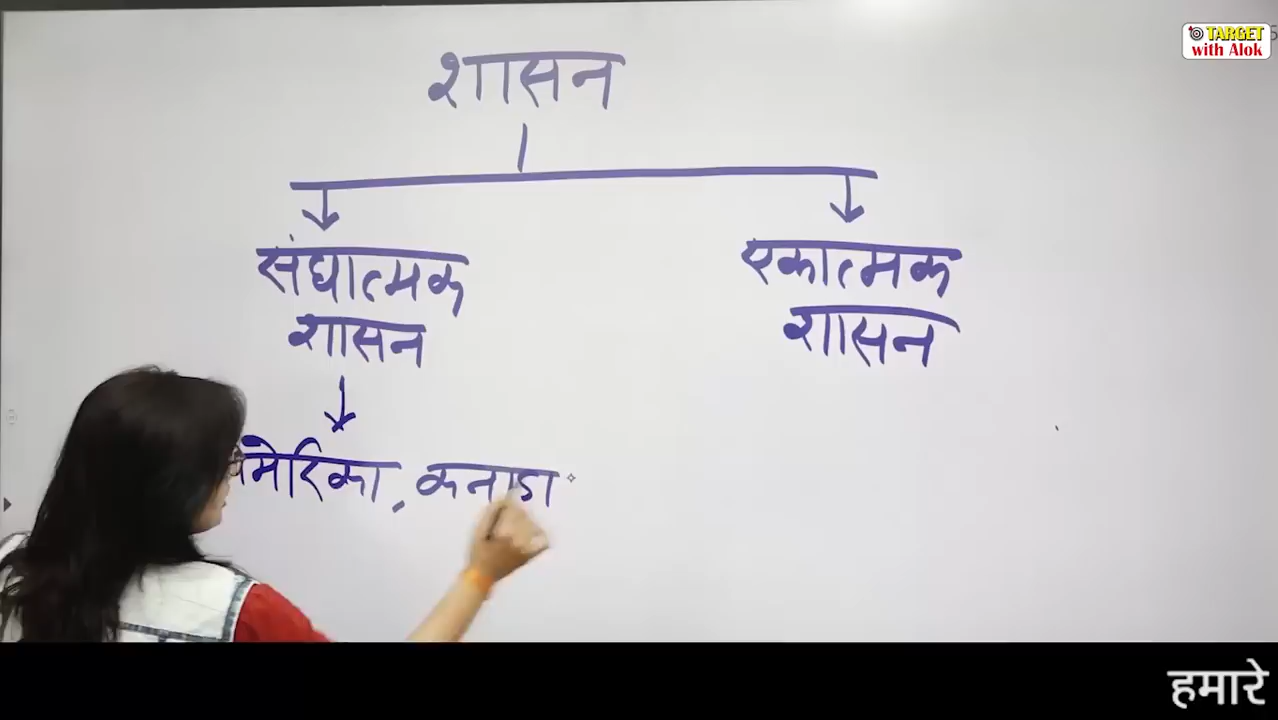 TARGET
with Alok
शासन
संघात्मक
शासन
एकात्मक
शासन
कनाडा
हमारे